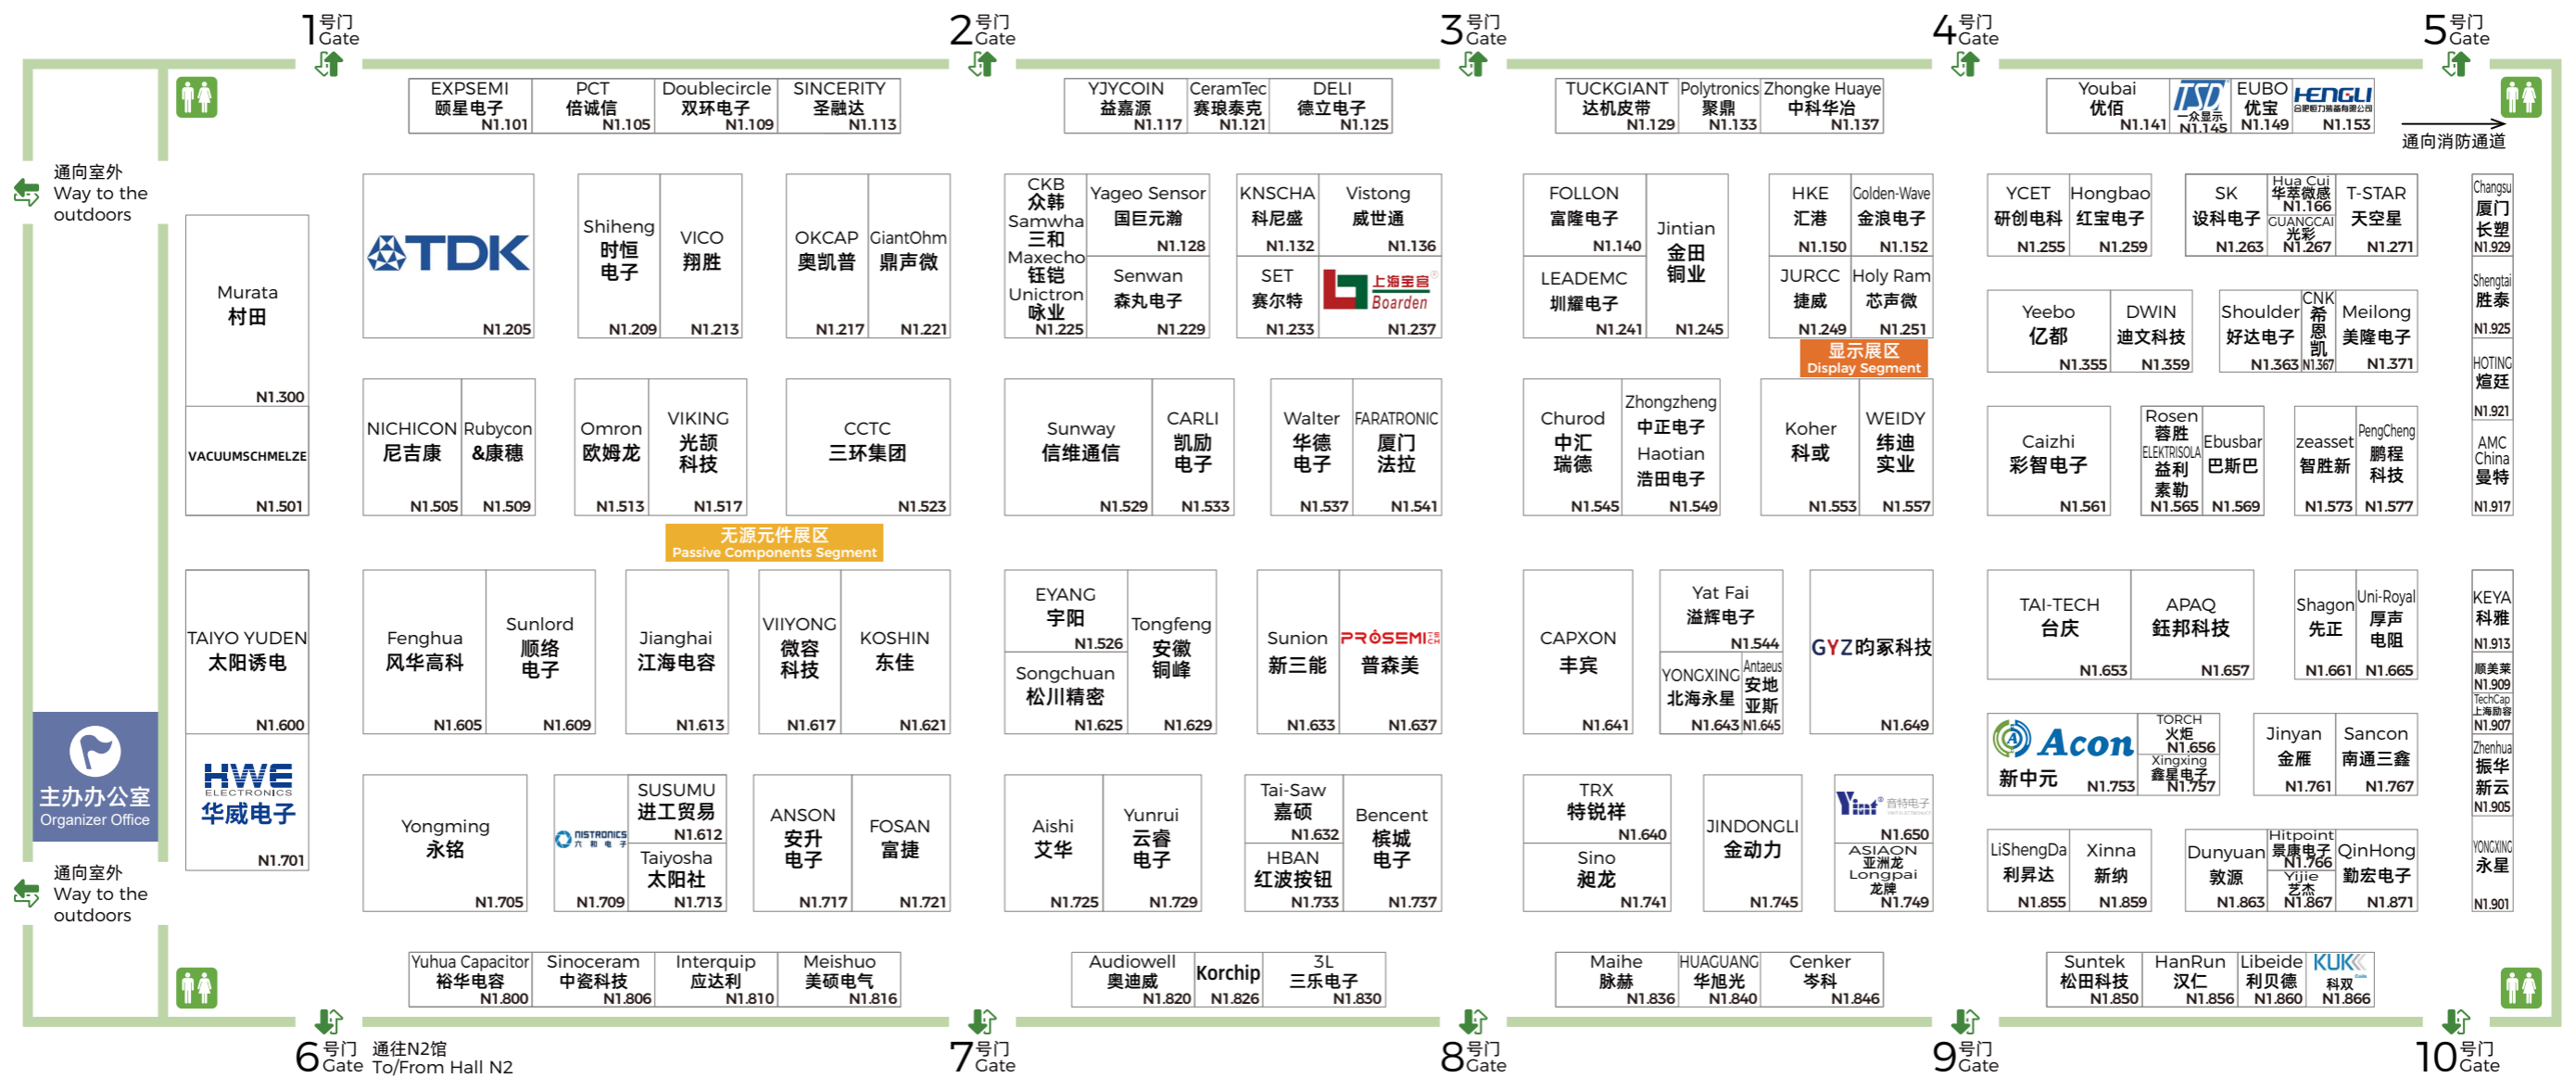 1 号门 Gate
2 号门 Gate
3 号门 Gate
4 号门 Gate
5 号门 Gate
EXPSEMI
颐星电子
N1.101
PCT
倍诚信
N1.105
Doublecircle
双环电子
N1.109
SINCERITY
圣融达
N1.113
YJYCOIN
益嘉源
N1.117
CeramTec
赛琅泰克
N1.121
DELI
德立电子
N1.125
TUCKGIANT
达机皮带
N1.129
Polytronics
聚鼎
N1.133
Zhongke Huaye
中科华冶
N1.137
Youbai
优佰
N1.141
TSD
一众显示
N1.145
EUBO
优宝
N1.149
HENGLI
合肥恒力装备有限公司
N1.153
通向消防通道
通向室外
Way to the
outdoors
Murata
村田
N1.300
VACUUMSCHMELZE
N1.501
TDK
N1.205
Shiheng
时恒
电子
N1.209
VICO
翔胜
N1.213
OKCAP
奥凯普
N1.217
GiantOhm
鼎声微
N1.221
CKB
众韩
Samwha
三和
Maxecho
钰铠
Unictron
咏业
N1.225
Yageo Sensor
国巨元瀚
N1.128
Senwan
森丸电子
N1.229
KNSCHA
科尼盛
N1.132
Vistong
威世通
N1.136
SET
赛尔特
N1.233
上海宝宫®
Boarden
N1.237
FOLLON
富隆电子
N1.140
LEADEMC
圳耀电子
N1.241
Jintian
金田
铜业
N1.245
HKE
汇港
N1.150
Golden-Wave
金浪电子
N1.152
JURCC
捷威
N1.249
Holy Ram
芯声微
N1.251
显示展区
Display Segment
YCET
研创电科
N1.255
Hongbao
红宝电子
N1.259
SK
设科电子
N1.263
Hua Cui
华萃微感
N1.166
GUANGCAI
光彩
N1.267
T-STAR
天空星
N1.271
Changsu
厦门
长塑
N1.929
Yeebo
亿都
N1.355
DWIN
迪文科技
N1.359
Shoulder
好达电子
N1.363
CNK
希
恩
凯
N1.367
Meilong
美隆电子
N1.371
Shengtai
胜泰
N1.925
HOTING
煊廷
N1.921
NICHICON
尼吉康
N1.505
Rubycon
&康穗
N1.509
Omron
欧姆龙
N1.513
VIKING
光颉
科技
N1.517
CCTC
三环集团
N1.523
Sunway
信维通信
N1.529
CARLI
凯励
电子
N1.533
Walter
华德
电子
N1.537
FARATRONIC
厦门
法拉
N1.541
Churod
中汇
瑞德
N1.545
Zhongzheng
中正电子
Haotian
浩田电子
N1.549
Koher
科或
N1.553
WEIDY
纬迪
实业
N1.557
Caizhi
彩智电子
N1.561
Rosen
蓉胜
ELEKTRISOLA
益利
素勒
N1.565
Ebusbar
巴斯巴
N1.569
zeasset
智胜新
N1.573
PengCheng
鹏程
科技
N1.577
AMC
China
曼特
N1.917
无源元件展区
Passive Components Segment
TAIYO YUDEN
太阳诱电
N1.600
Fenghua
风华高科
N1.605
Sunlord
顺络
电子
N1.609
Jianghai
江海电容
N1.613
VIIYONG
微容
科技
N1.617
KOSHIN
东佳
N1.621
EYANG
宇阳
N1.526
Songchuan
松川精密
N1.625
Tongfeng
安徽
铜峰
N1.629
Sunion
新三能
N1.633
PROSEMI TECH
普森美
N1.637
CAPXON
丰宾
N1.641
Yat Fai
溢辉电子
N1.544
YONGXING
北海永星
N1.643
Antaeus
安地
亚斯
N1.645
GYZ昀冢科技
N1.649
TAI-TECH
台庆
N1.653
APAQ
鈺邦科技
N1.657
Shagon
先正
N1.661
Uni-Royal
厚声
电阻
N1.665
KEYA
科雅
N1.913
顺美莱
N1.909
TechCap
上海励容
N1.907
Zhenhua
振华
新云
N1.905
Acon
新中元
N1.753
TORCH
火炬
N1.656
Xingxing
鑫星电子
N1.757
Jinyan
金雁
N1.761
Sancon
南通三鑫
N1.767
主办办公室
Organizer Office
HWE
ELECTRONICS
华威电子
N1.701
通向室外
Way to the
outdoors
Yongming
永铭
N1.705
NISTRONICS
六和电子
N1.709
SUSUMU
进工贸易
N1.612
Taiyosha
太阳社
N1.713
ANSON
安升
电子
N1.717
FOSAN
富捷
N1.721
Aishi
艾华
N1.725
Yunrui
云睿
电子
N1.729
Tai-Saw
嘉硕
N1.632
HBAN
红波按钮
N1.733
Bencent
槟城
电子
N1.737
TRX
特锐祥
N1.640
Sino
昶龙
N1.741
JINDONGLI
金动力
N1.745
Yint® 音特电子
N1.650
ASIAON
亚洲龙
Longpai
龙牌
N1.749
LiShengDa
利昇达
N1.855
Xinna
新纳
N1.859
Dunyuan
敦源
N1.863
Hitpoint
景康电子
N1.766
Yijie
艺杰
N1.867
QinHong
勤宏电子
N1.871
YONGXING
永星
N1.901
Yuhua Capacitor
裕华电容
N1.800
Sinoceram
中瓷科技
N1.806
Interquip
应达利
N1.810
Meishuo
美硕电气
N1.816
Audiowell
奥迪威
N1.820
Korchip
N1.826
3L
三乐电子
N1.830
Maihe
脉赫
N1.836
HUAGUANG
华旭光
N1.840
Cenker
岑科
N1.846
Suntek
松田科技
N1.850
HanRun
汉仁
N1.856
Libeide
利贝德
N1.860
KUK
科双
N1.866
6 号门 Gate
通往N2馆
To/From Hall N2
7 号门 Gate
8 号门 Gate
9 号门 Gate
10 号门 Gate